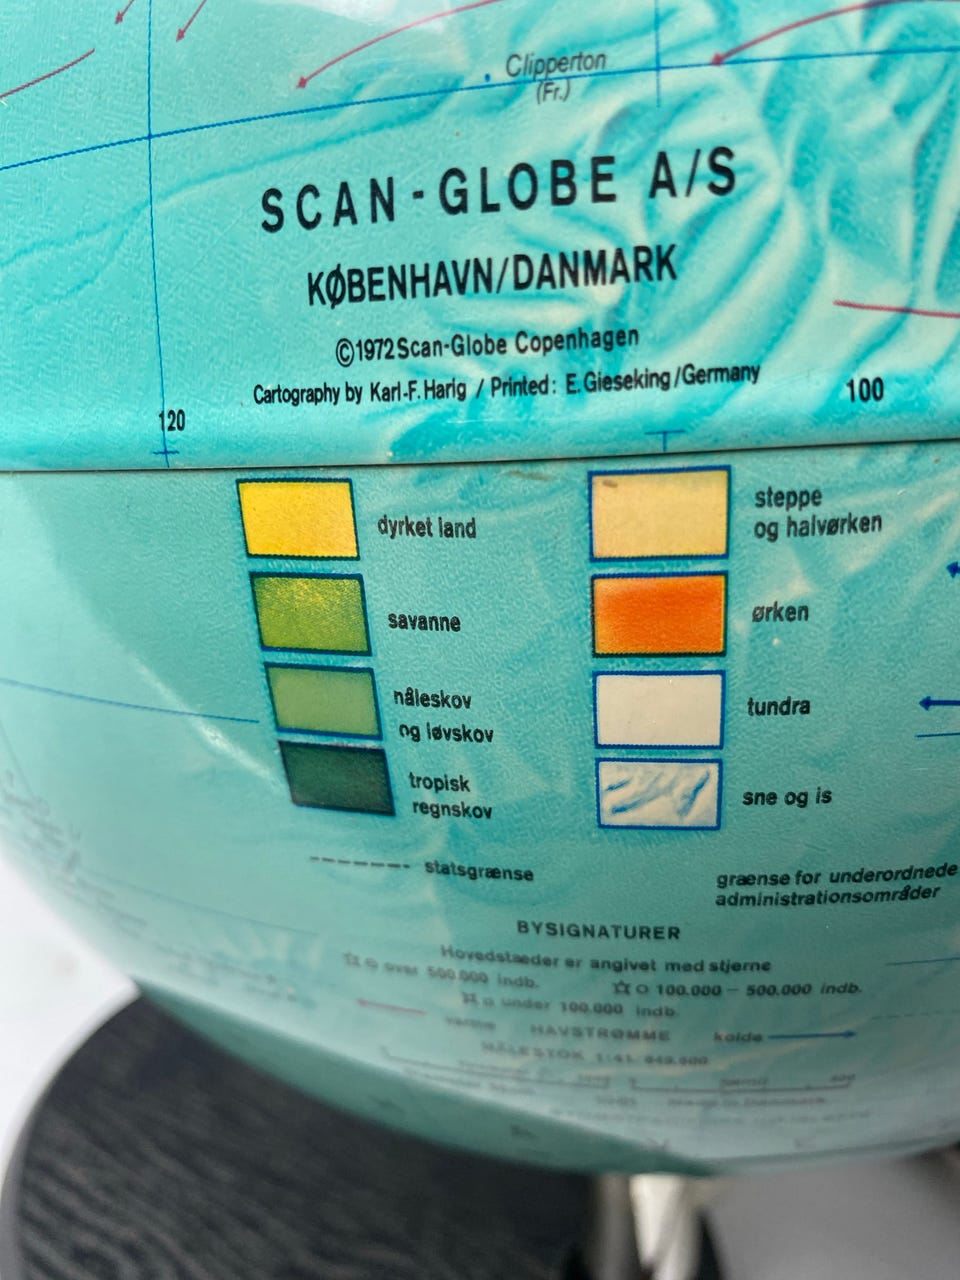 Clipperton
(Fr.)
SCAN-GLOBE A/S
KØBENHAVN/DANMARK
©1972 Scan-Globe Copenhagen
Cartography by Karl-F. Harig / Printed: E. Gieseking/Germany
120
100
dyrket land
savanne
nåleskov
og løvskov
tropisk
regnskov
steppe
og halvørken
ørken
tundra
sne og is
statsgrænse
grænse for underordnede
administrationsområder
BYSIGNATURER
Hovedstæder er angivet med stjerne
over 500.000 indb.
100.000 – 500.000 indb.
under 100.000 indb.
varme HAVSTRØMME kolde
MÅLESTOK